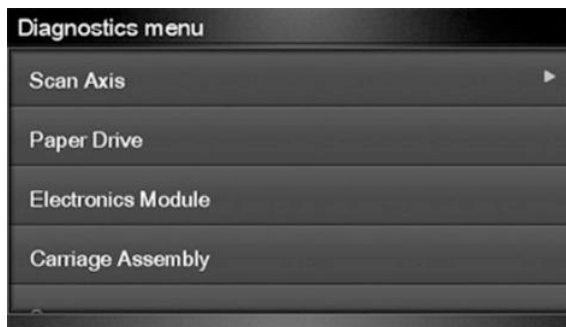 Diagnostics menu
Scan Axis
Paper Drive
Electronics Module
Carriage Assembly